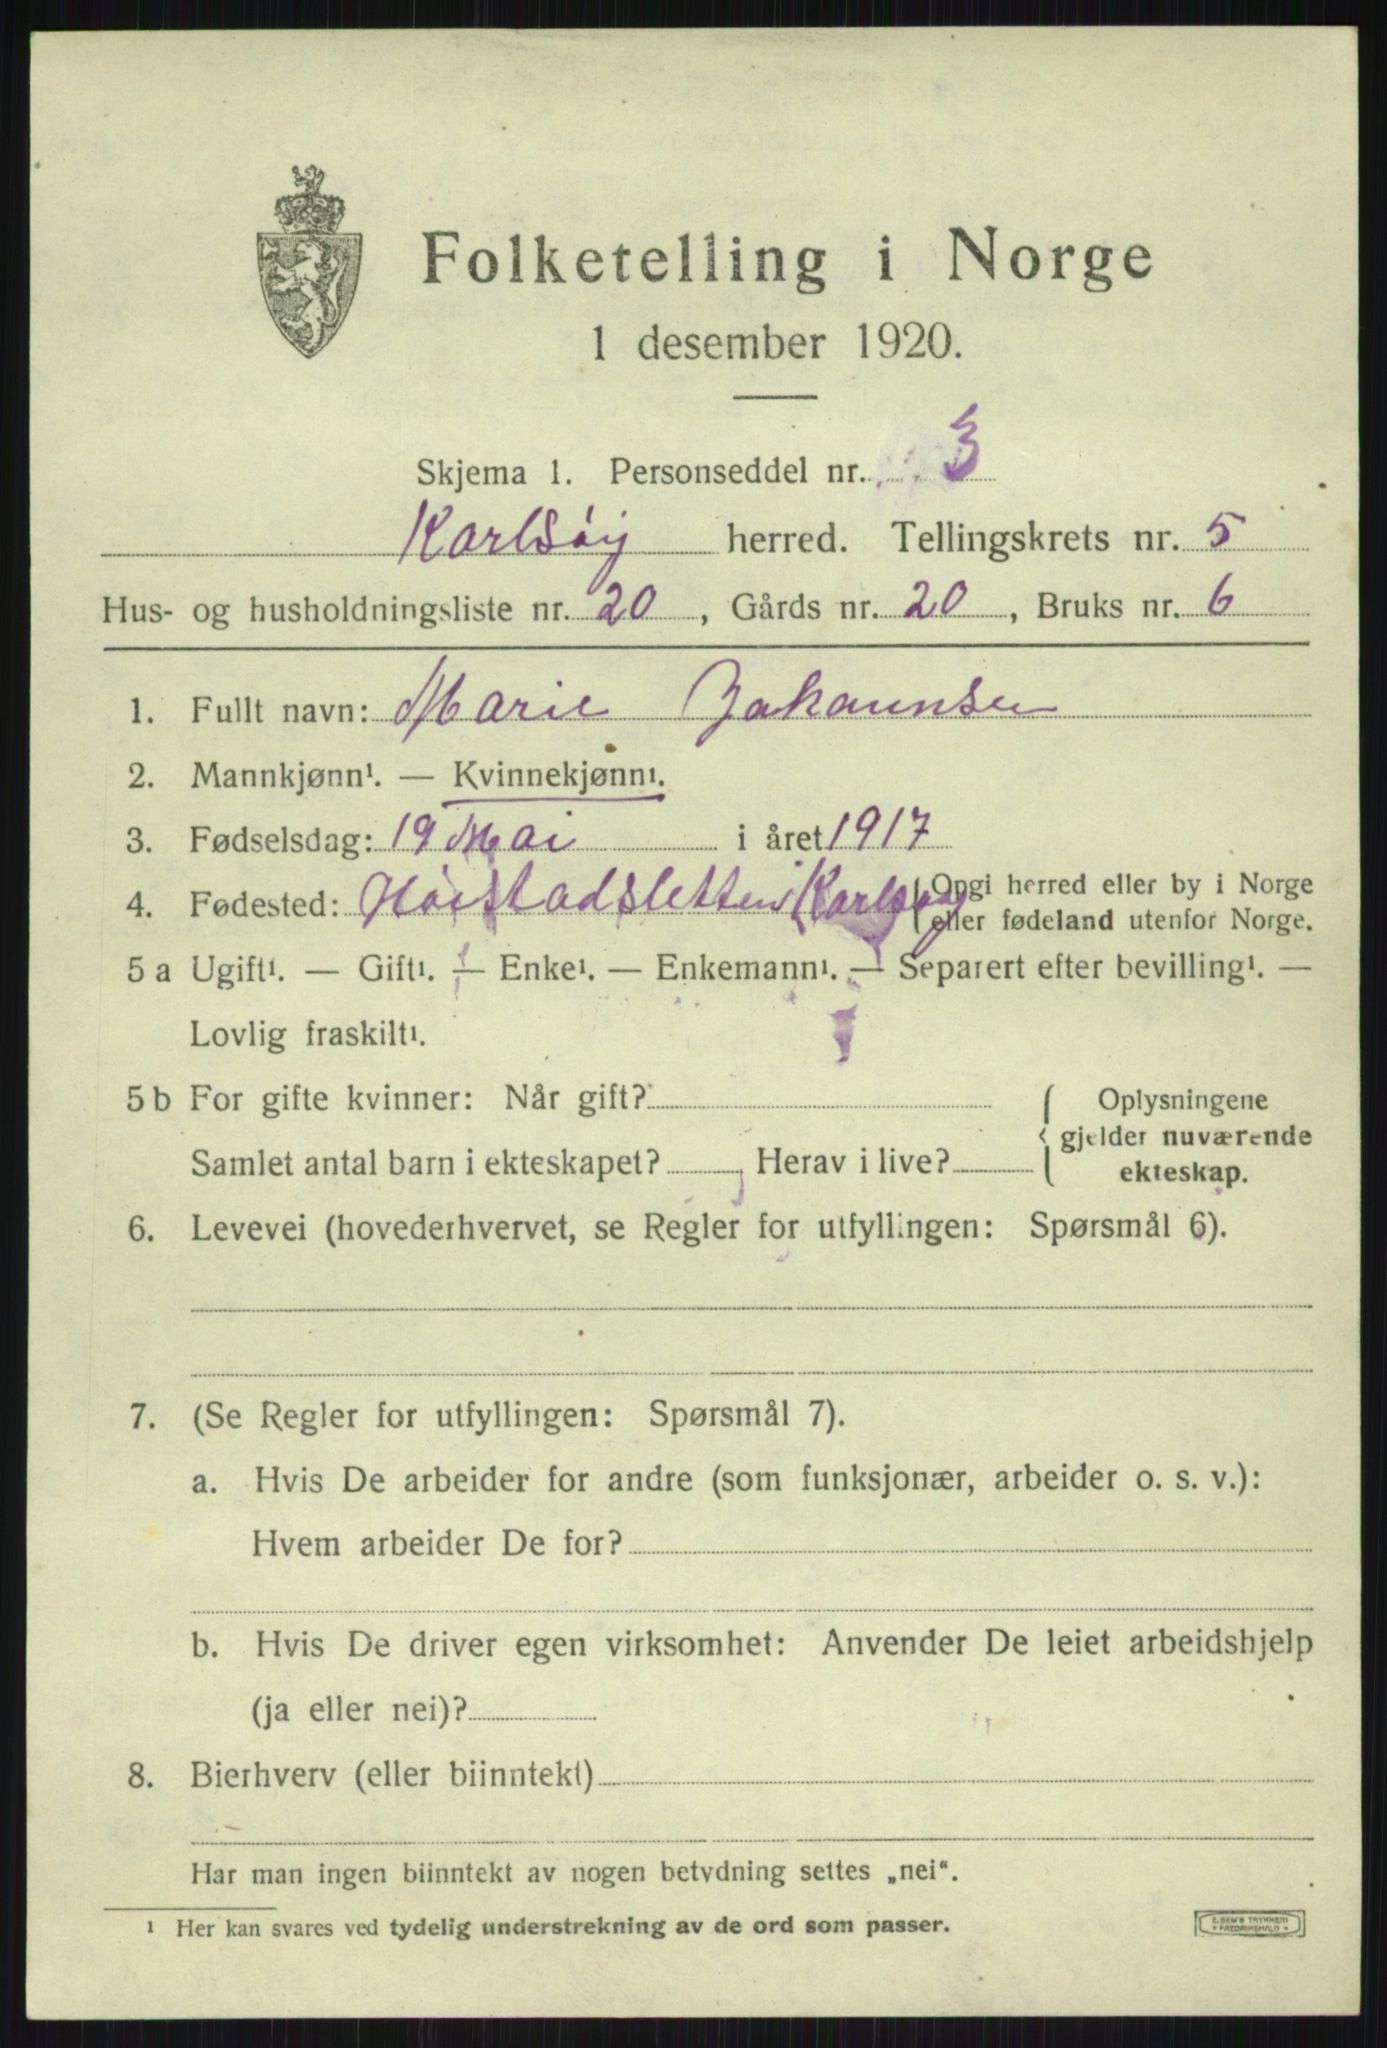 Folketelling i Norge
1 desember 1920.
Skjema 1. Personseddel nr. 3
Karlsøy herred. Tellingskrets nr. 5
Hus- og husholdningsliste nr. 20, Gårds nr. 20, Bruks nr. 6
1. Fullt navn: Marie Johannsen
2. Mannkjønn¹. — Kvinnekjønn¹.
3. Fødselsdag: 19 Mai i året 1917
4. Fødested: Høistadsletten Karlsøy { Opgi herred eller by i Norge
eller fødeland utenfor Norge.
5 a Ugift¹. — Gift¹. — Enke¹. — Enkemann¹. — Separert efter bevilling¹. —
Lovlig fraskilt¹.
5 b For gifte kvinner: Når gift? { Oplysningene
gjelder nuværende
Samlet antal barn i ekteskapet? , Herav i live?
ekteskap.
6. Levevei (hovederhvervet, se Regler for utfyllingen: Spørsmål 6).
7. (Se Regler for utfyllingen: Spørsmål 7).
a. Hvis De arbeider for andre (som funksjonær, arbeider o. s. v.):
Hvem arbeider De for?
b. Hvis De driver egen virksomhet: Anvender De leiet arbeidshjelp
(ja eller nei)?
8. Bierhverv (eller biinntekt)
Har man ingen biinntekt av nogen betydning settes „nei“.
¹ Her kan svares ved tydelig understrekning av de ord som passer.
E. SEM'S TRYKKERI
FREDRIKSHALD